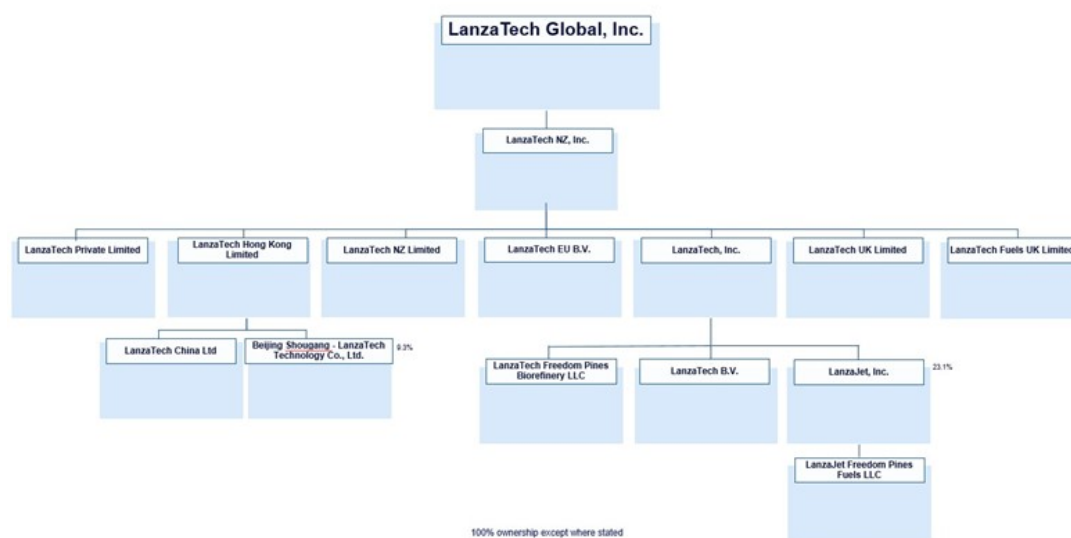 LanzaTech Global, Inc.
LanzaTech NZ, Inc.
LanzaTech Private Limited
LanzaTech Hong Kong
Limited
LanzaTech NZ Limited
LanzaTech EU B.V.
LanzaTech, Inc.
LanzaTech UK Limited
LanzaTech Fuels UK Limited
LanzaTech China Ltd
Beijing Shougang - LanzaTech
Technology Co., Ltd.
9.3%
LanzaTech Freedom Pines
Biorefinery LLC
LanzaTech B.V.
LanzaJet, Inc.
23.1%
LanzaJet Freedom Pines
Fuels LLC
100% ownership except where stated